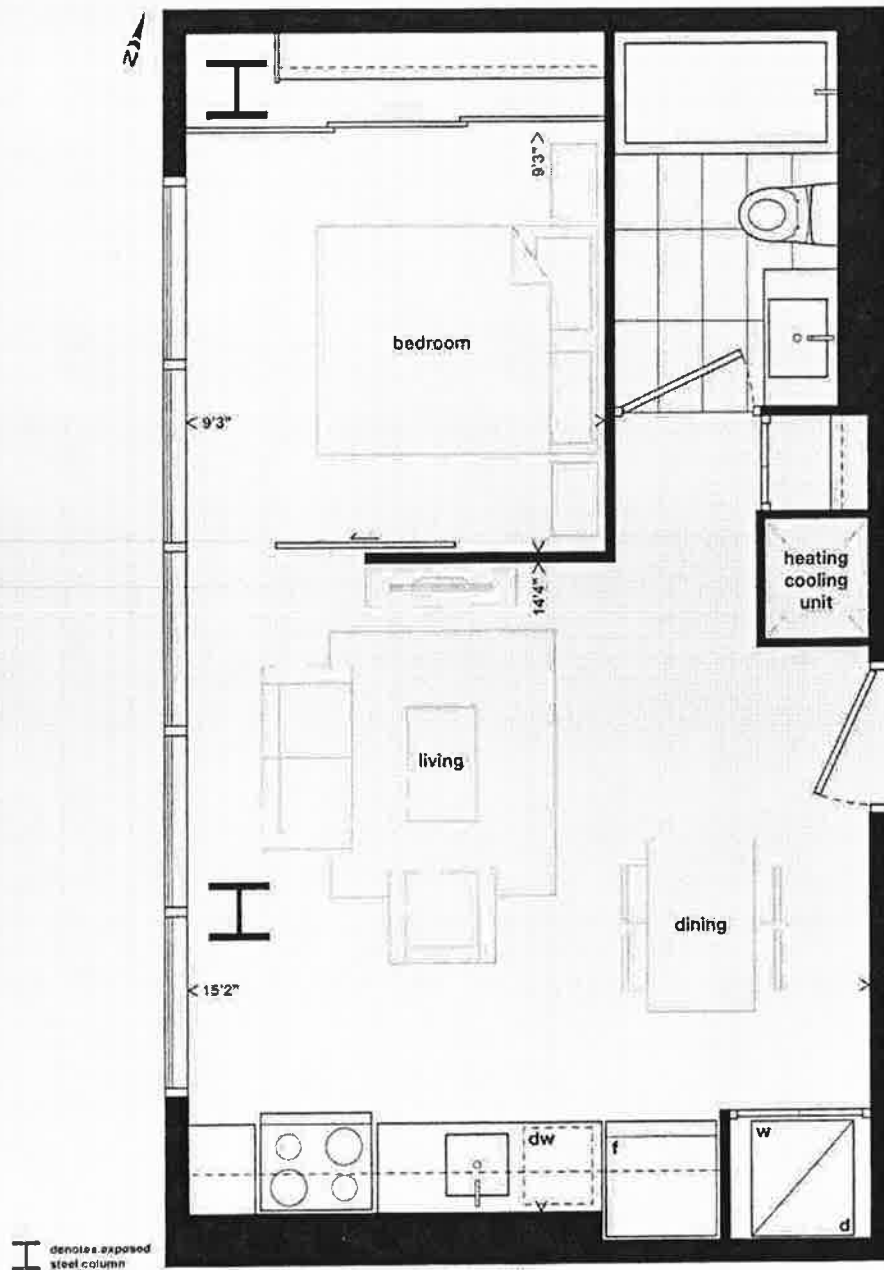 N
9'3"
bedroom
9'3"
heating
cooling
unit
14'4"
living
dining
15'2"
dw
f
w
d
denotes exposed
steel column